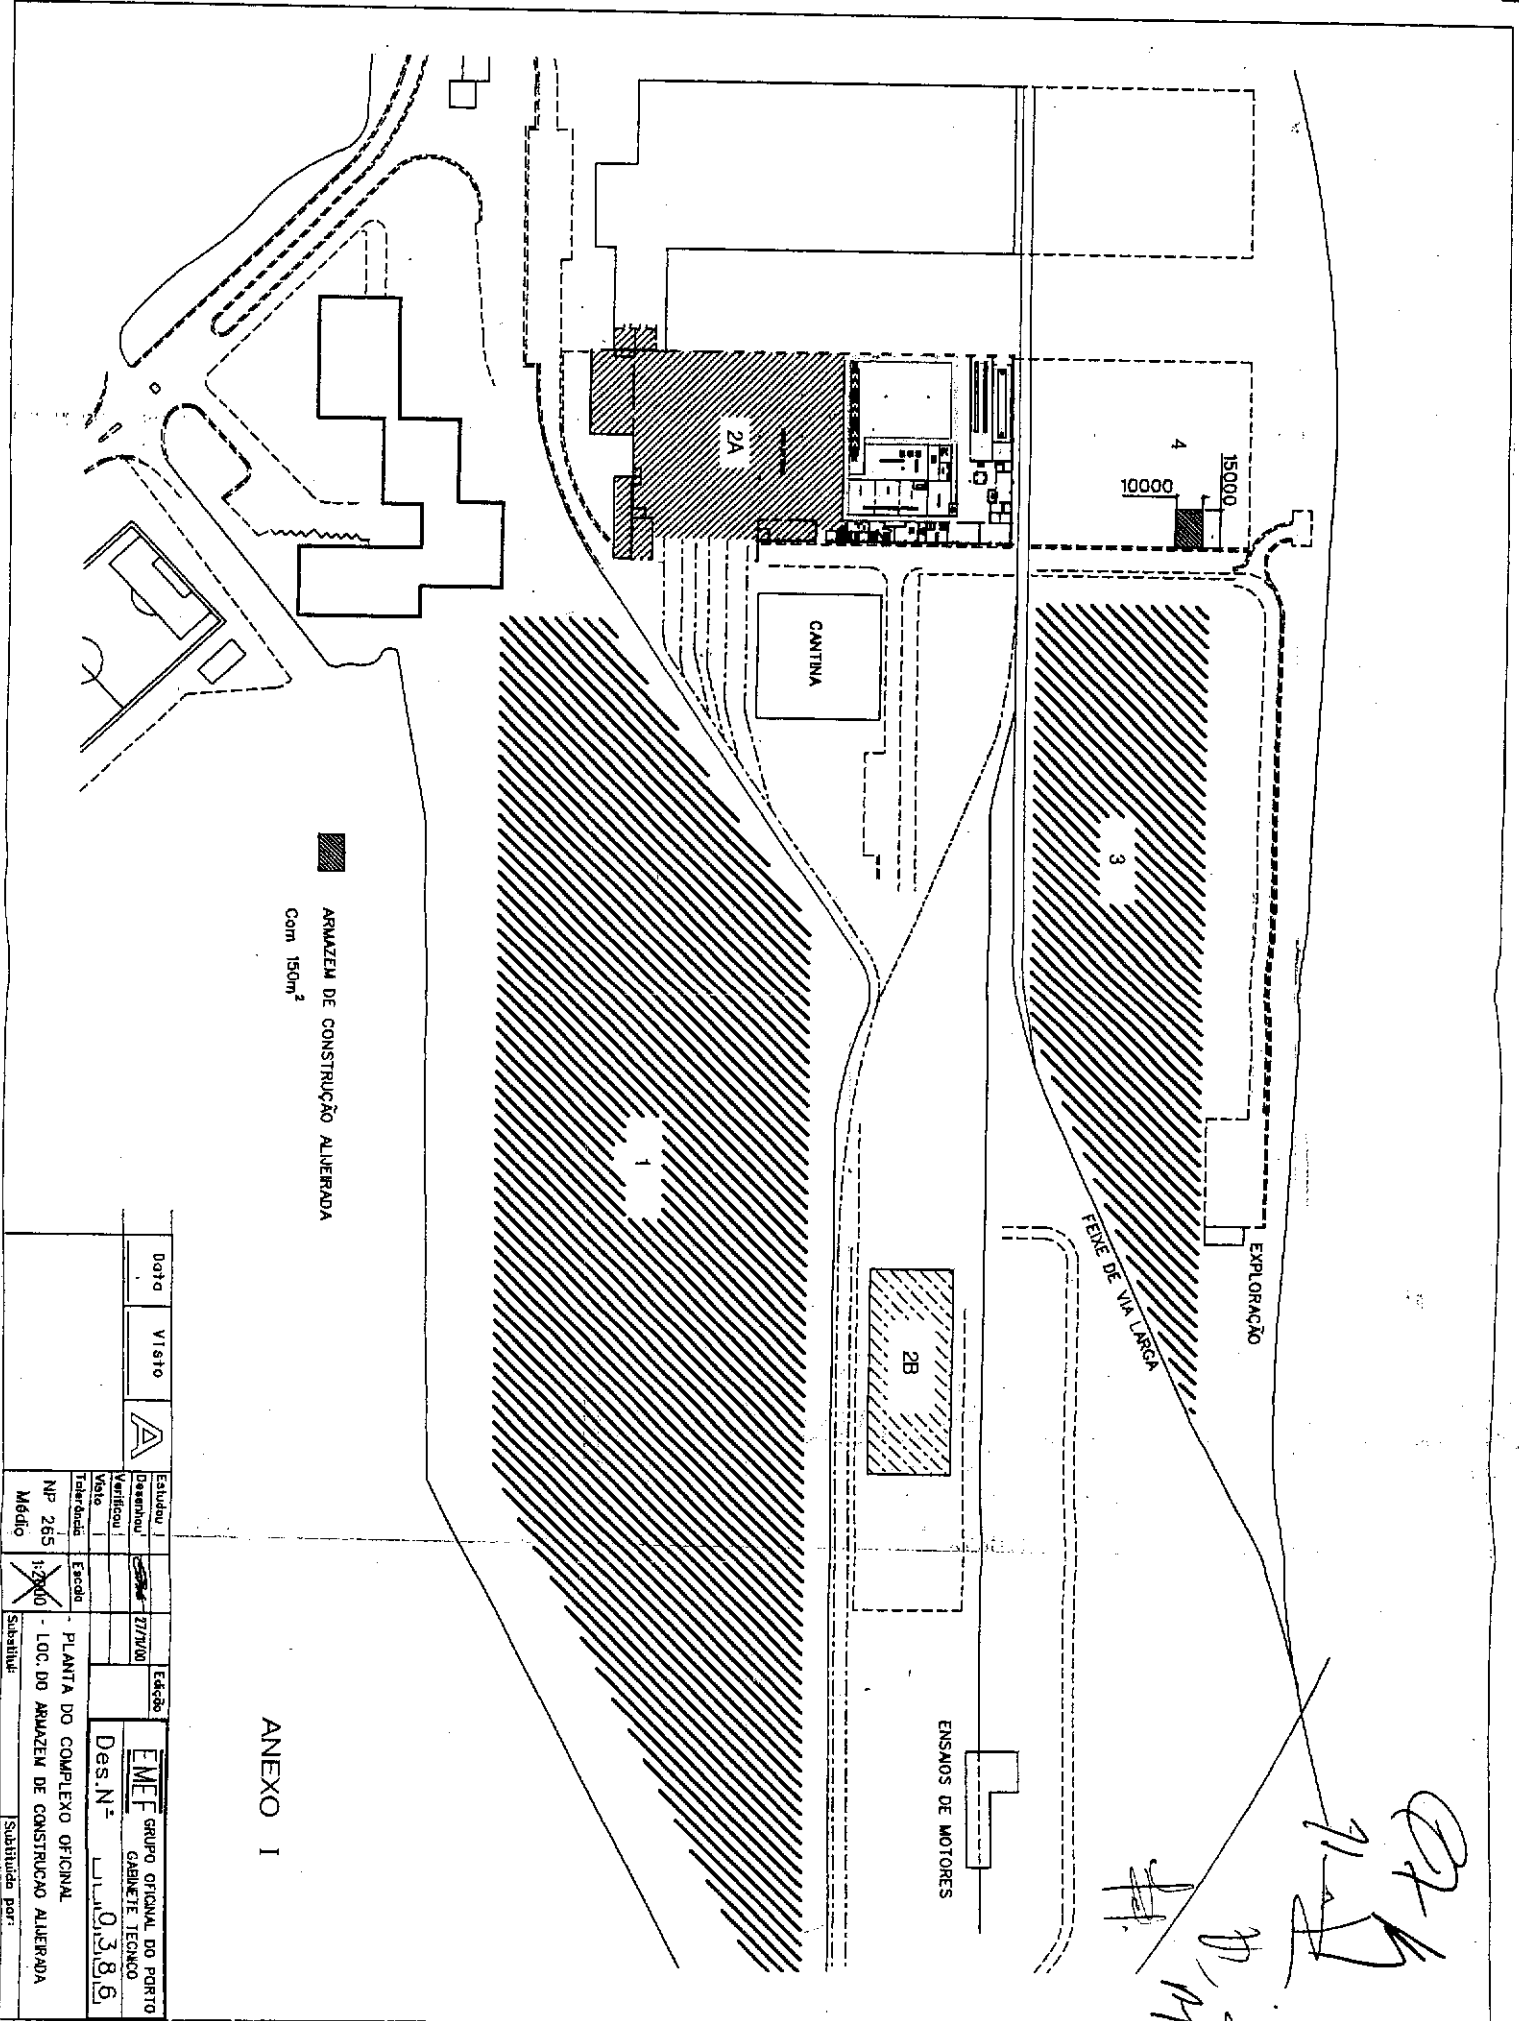 4
15000
10000
2A
CANTINA
3
EXPLORAÇÃO
FEIXE DE VIA LARGA
2B
1
ENSAIOS DE MOTORES
ARMAZEM DE CONSTRUÇÃO ALIJEIRADA
Com 150m²
ANEXO I
Data
Visto
A
Estudou
Desenhou
27/11/00
Verificou
Visto
Tolerância
Escala
NP 265
Médio
1:2000
Edição
EMEF GRUPO OFICINAL DO PORTO
GABINETE TECNICO
Des.Nº 0386
- PLANTA DO COMPLEXO OFICINAL
- LOC. DO ARMAZEM DE CONSTRUCAO ALIJEIRADA
Substitui:
Substituido por: